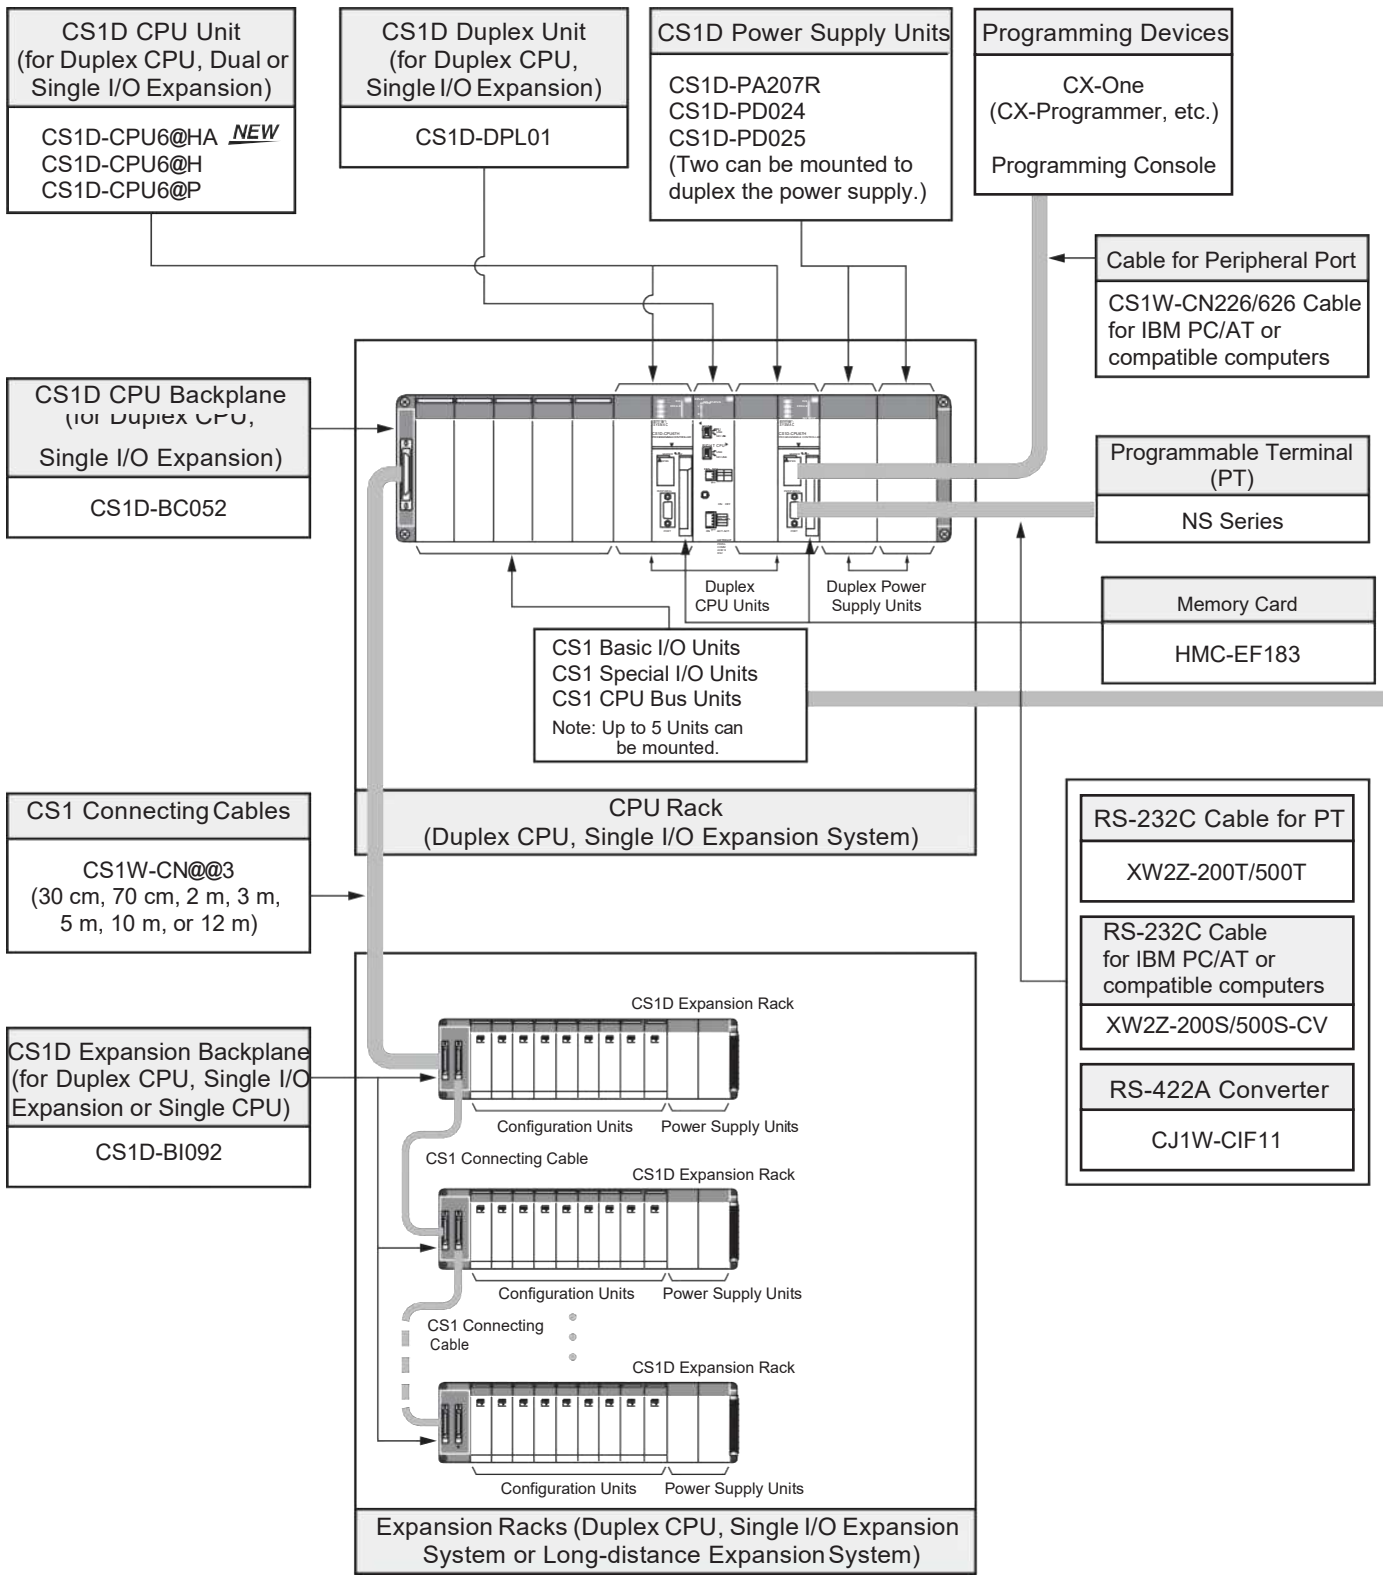 CS1D CPU Unit
(for Duplex CPU, Dual or
Single I/O Expansion)
CS1D-CPU6@HA NEW
CS1D-CPU6@H
CS1D-CPU6@P
CS1D Duplex Unit
(for Duplex CPU,
Single I/O Expansion)
CS1D-DPL01
CS1D Power Supply Units
CS1D-PA207R
CS1D-PD024
CS1D-PD025
(Two can be mounted to
duplex the power supply.)
Programming Devices
CX-One
(CX-Programmer, etc.)
Programming Console
Cable for Peripheral Port
CS1W-CN226/626 Cable
for IBM PC/AT or
compatible computers
CS1D CPU Backplane
(for Duplex CPU,
Single I/O Expansion)
CS1D-BC052
Programmable Terminal
(PT)
NS Series
Duplex
CPU Units
Duplex Power
Supply Units
Memory Card
HMC-EF183
CS1 Basic I/O Units
CS1 Special I/O Units
CS1 CPU Bus Units
Note: Up to 5 Units can
be mounted.
CPU Rack
(Duplex CPU, Single I/O Expansion System)
CS1 Connecting Cables
CS1W-CN@@3
(30 cm, 70 cm, 2 m, 3 m,
5 m, 10 m, or 12 m)
RS-232C Cable for PT
XW2Z-200T/500T
RS-232C Cable
for IBM PC/AT or
compatible computers
XW2Z-200S/500S-CV
RS-422A Converter
CJ1W-CIF11
CS1D Expansion Backplane
(for Duplex CPU, Single I/O
Expansion or Single CPU)
CS1D-BI092
CS1D Expansion Rack
Configuration Units
Power Supply Units
CS1 Connecting Cable
CS1D Expansion Rack
Configuration Units
Power Supply Units
CS1 Connecting
Cable
CS1D Expansion Rack
Configuration Units
Power Supply Units
Expansion Racks (Duplex CPU, Single I/O Expansion
System or Long-distance Expansion System)